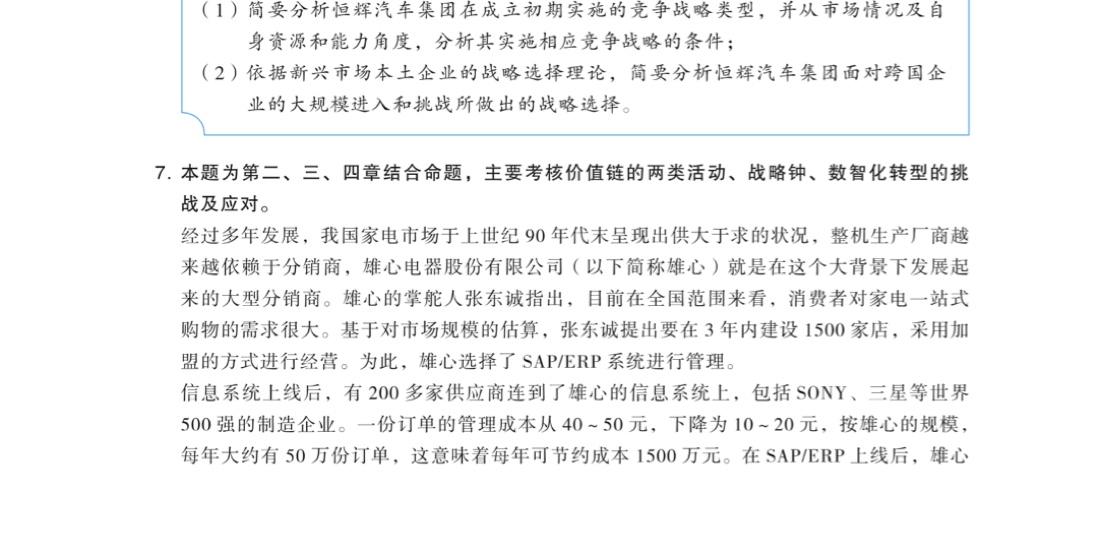 （1）简要分析恒辉汽车集团在成立初期实施的竞争战略类型，并从市场情况及自
身资源和能力角度，分析其实施相应竞争战略的条件；
（2）依据新兴市场本土企业的战略选择理论，简要分析恒辉汽车集团面对跨国企
业的大规模进入和挑战所做出的战略选择。
7. 本题为第二、三、四章结合命题，主要考核价值链的两类活动、战略钟、数智化转型的挑
战及应对。
经过多年发展，我国家电市场于上世纪 90 年代末呈现出供大于求的状况，整机生产厂商越
来越依赖于分销商，雄心电器股份有限公司（以下简称雄心）就是在这个大背景下发展起
来的大型分销商。雄心的掌舵人张东诚指出，目前在全国范围来看，消费者对家电一站式
购物的需求很大。基于对市场规模的估算，张东诚提出要在 3 年内建设 1500 家店，采用加
盟的方式进行经营。为此，雄心选择了 SAP/ERP 系统进行管理。
信息系统上线后，有 200 多家供应商连到了雄心的信息系统上，包括 SONY、三星等世界
500 强的制造企业。一份订单的管理成本从 40 ~ 50 元，下降为 10 ~ 20 元，按雄心的规模，
每年大约有 50 万份订单，这意味着每年可节约成本 1500 万元。在 SAP/ERP 上线后，雄心